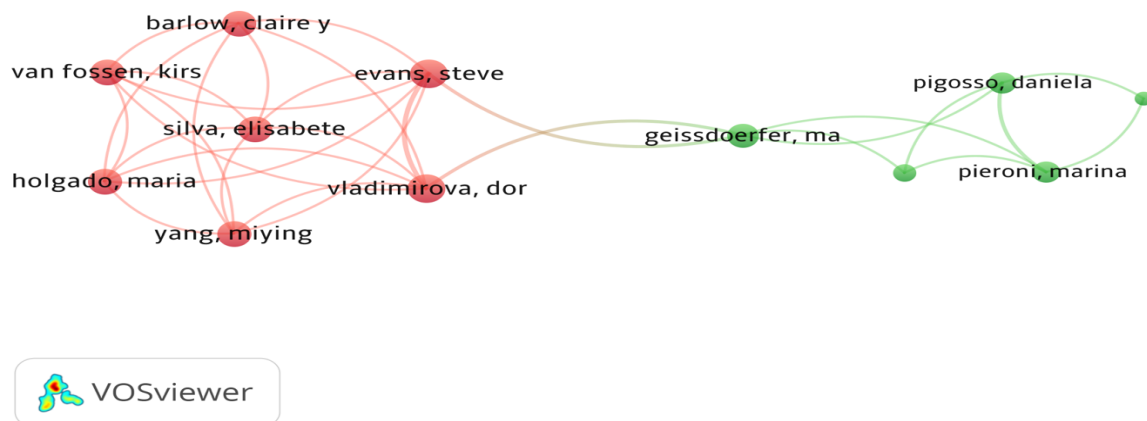 barlow, claire y
van fossen, kirs
evans, steve
pigosso, daniela
silva, elisabete
geissdoerfer, ma
holgado, maria
vladimirova, dor
pieroni, marina
yang, miying
VOSviewer